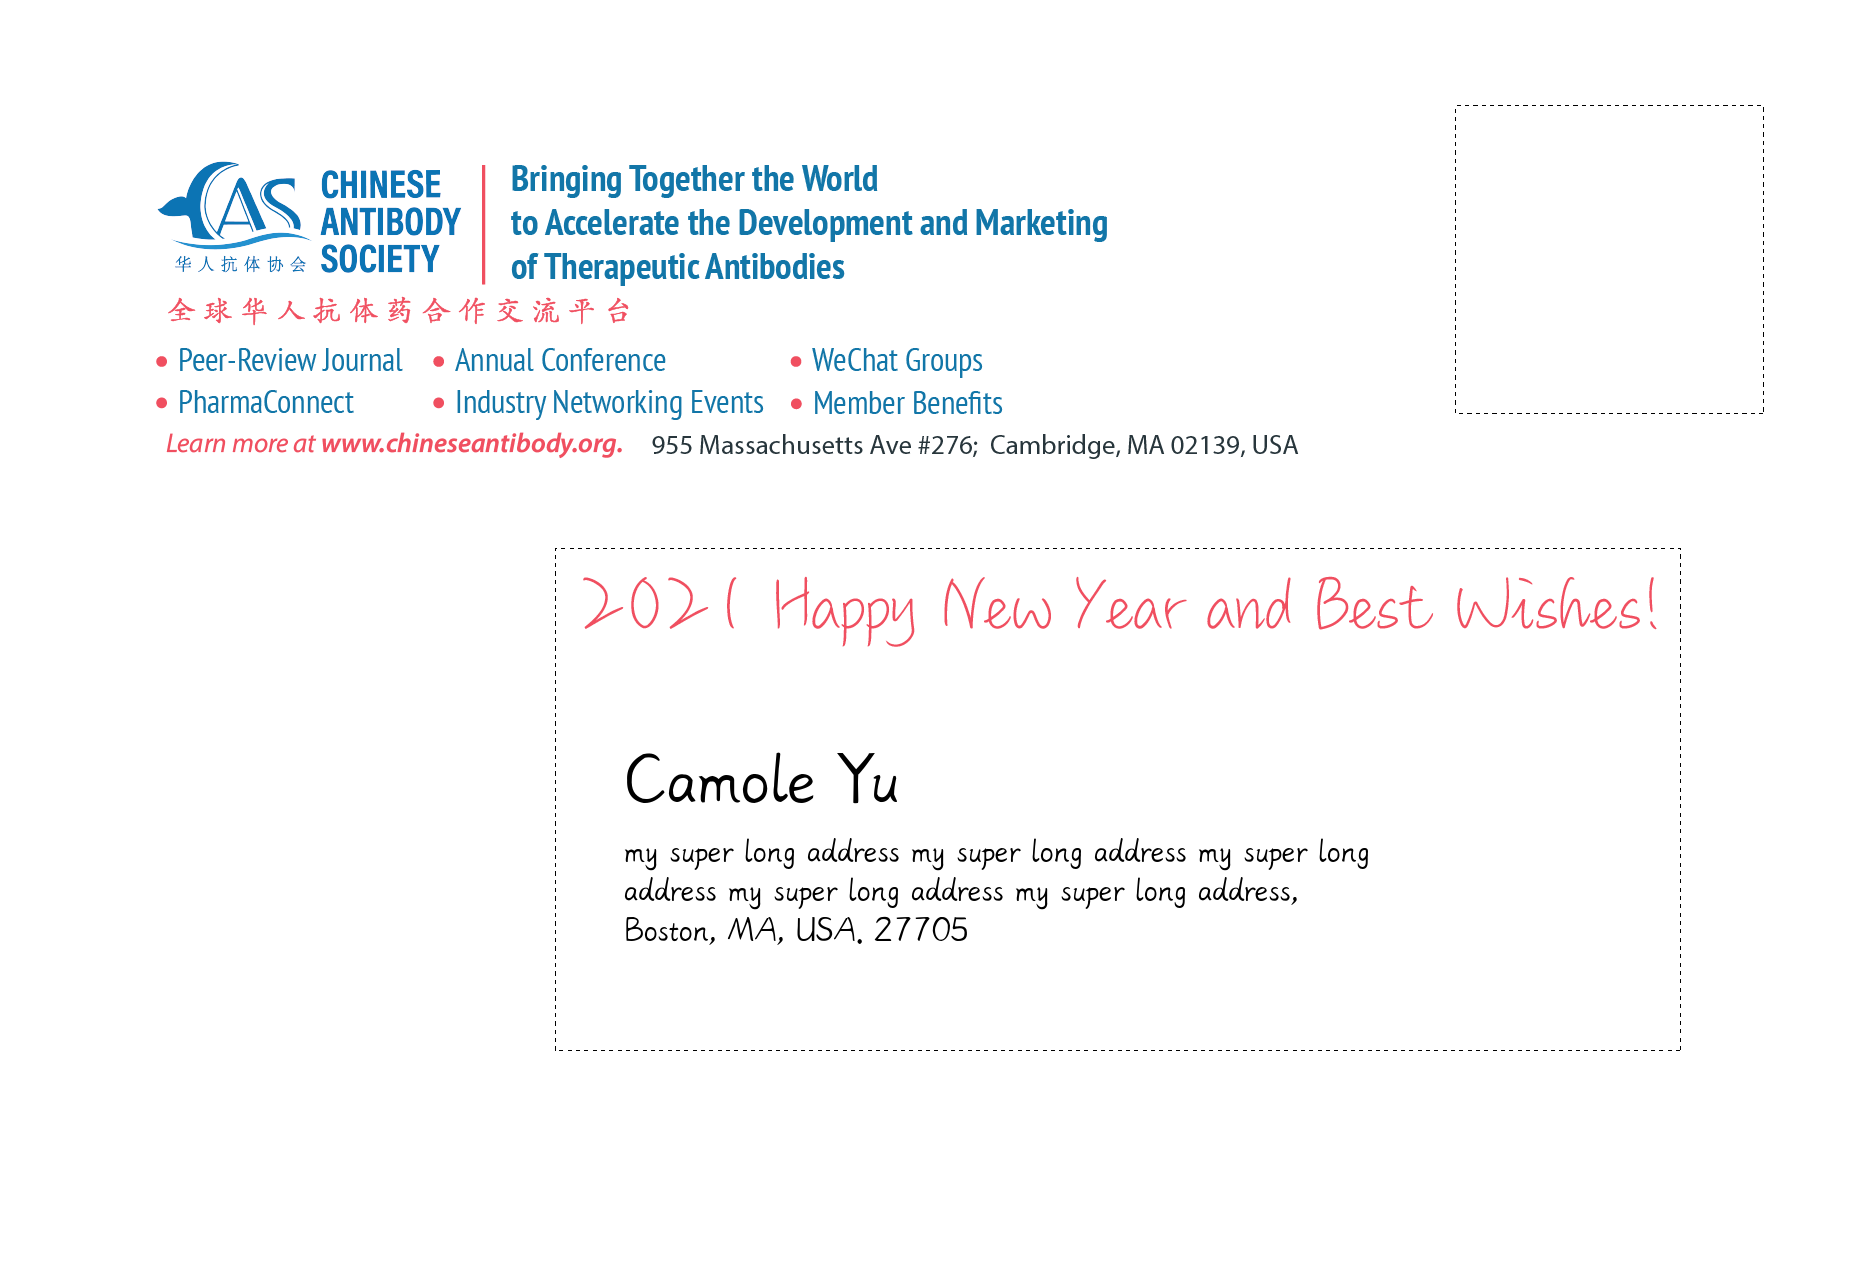 CAS
华人抗体协会
CHINESE
ANTIBODY
SOCIETY
Bringing Together the World
to Accelerate the Development and Marketing
of Therapeutic Antibodies
全球华人抗体药合作交流平台
• Peer-Review Journal • Annual Conference • WeChat Groups
• PharmaConnect • Industry Networking Events • Member Benefits
Learn more at www.chineseantibody.org. 955 Massachusetts Ave #276; Cambridge, MA 02139, USA
2021 Happy New Year and Best Wishes!
Camole Yu
my super long address my super long address my super long
address my super long address my super long address,
Boston, MA, USA. 27705